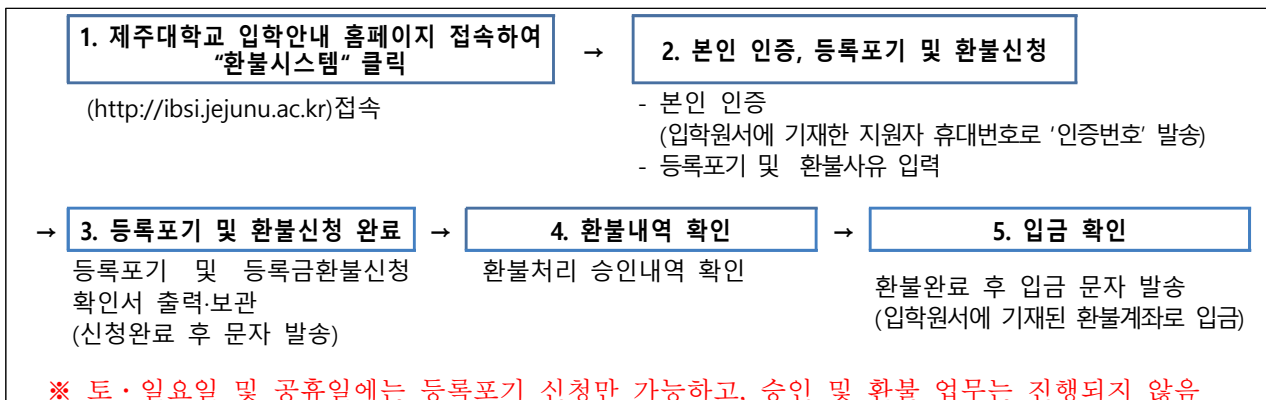 1. 제주대학교 입학안내 홈페이지 접속하여
“환불시스템“ 클릭
→
2. 본인 인증, 등록포기 및 환불신청
(http://ibsi.jejunu.ac.kr)접속
- 본인 인증
(입학원서에 기재한 지원자 휴대번호로 ‘인증번호’ 발송)
- 등록포기 및 환불사유 입력
→ 3. 등록포기 및 환불신청 완료 → 4. 환불내역 확인 → 5. 입금 확인
등록포기 및 등록금환불신청
확인서 출력·보관
(신청완료 후 문자 발송)
환불처리 승인내역 확인
환불완료 후 입금 문자 발송
(입학원서에 기재된 환불계좌로 입금)
※ 토·일요일 및 공휴일에는 등록포기 신청만 가능하고, 승인 및 환불 업무는 진행되지 않음